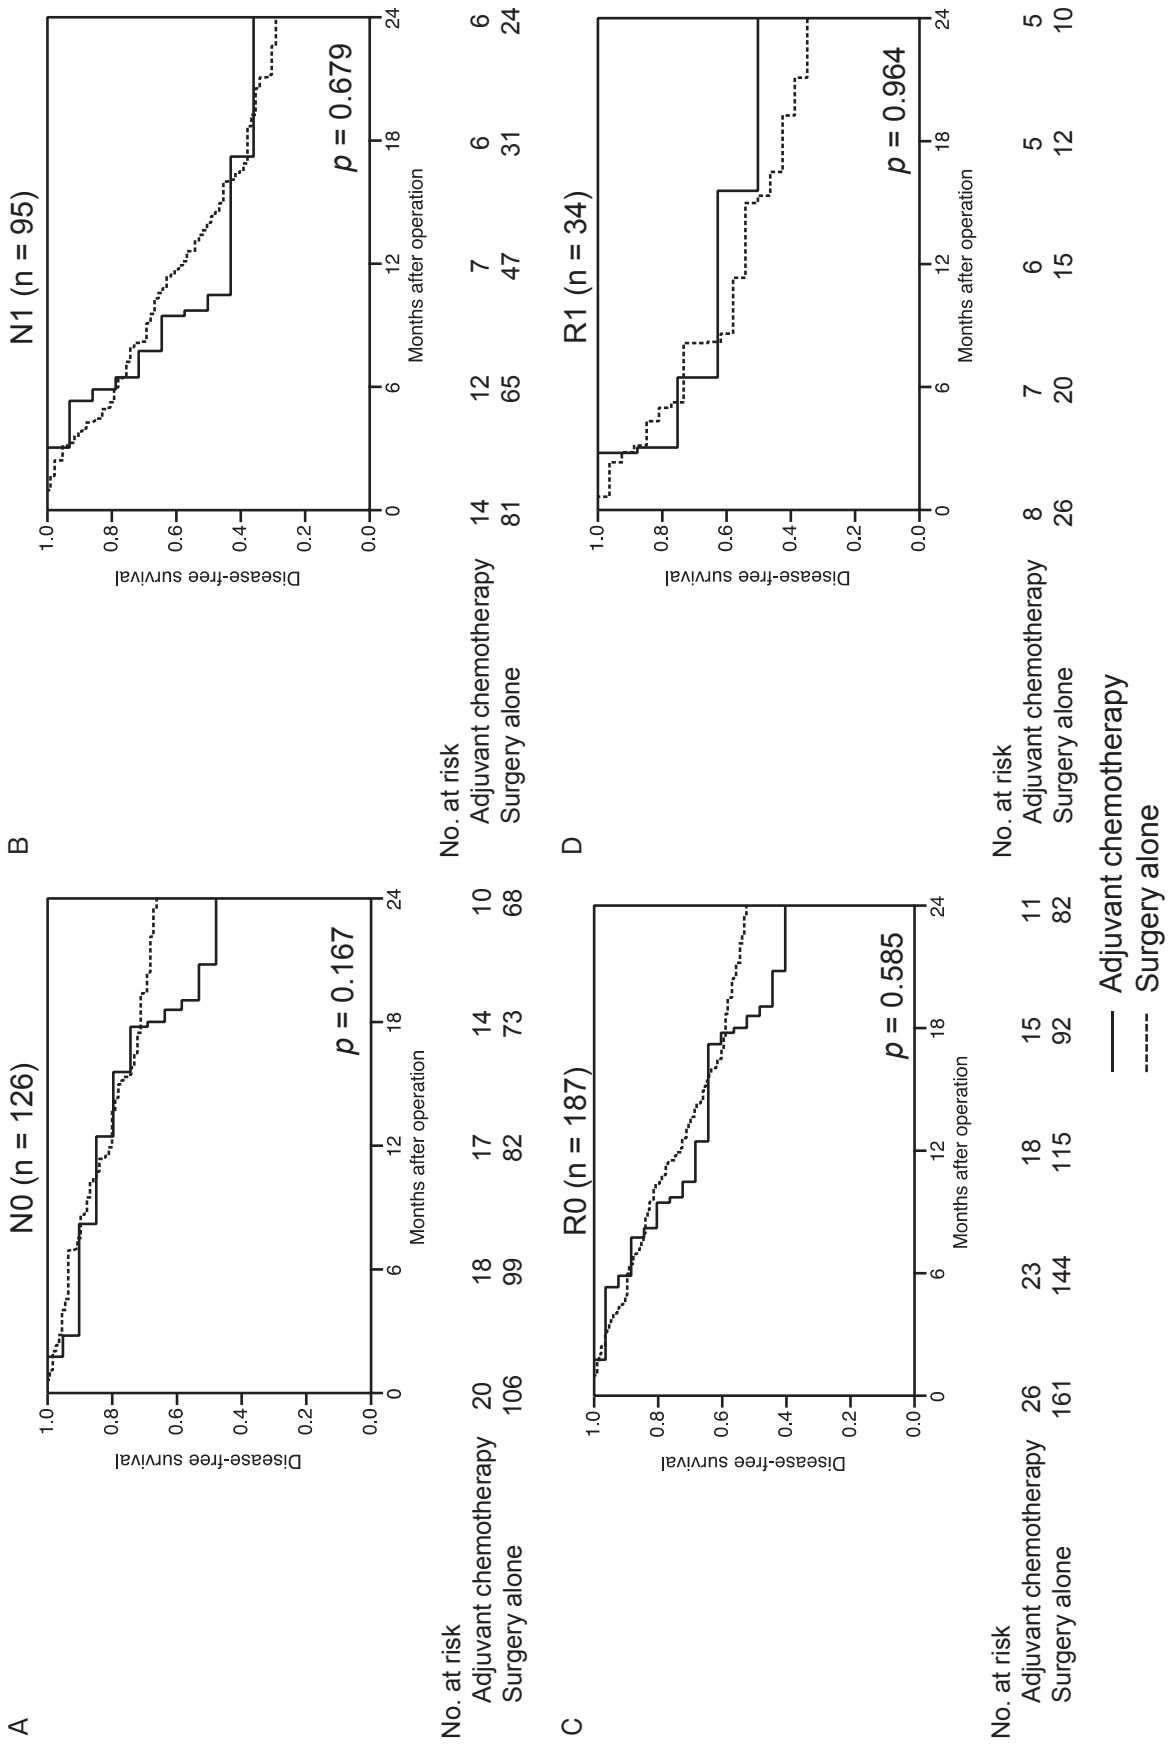 A
N0 (n = 126)
Disease-free survival
1.0
0.8
0.6
0.4
0.2
0.0
p = 0.167
0 6 12 18 24
Months after operation
No. at risk
Adjuvant chemotherapy 20 18 17 14 10
Surgery alone 106 99 82 73 68
B
N1 (n = 95)
Disease-free survival
1.0
0.8
0.6
0.4
0.2
0.0
p = 0.679
0 6 12 18 24
Months after operation
No. at risk
Adjuvant chemotherapy 14 12 7 6 6
Surgery alone 81 65 47 31 24
C
R0 (n = 187)
Disease-free survival
1.0
0.8
0.6
0.4
0.2
0.0
p = 0.585
0 6 12 18 24
Months after operation
No. at risk
Adjuvant chemotherapy 26 23 18 15 11
Surgery alone 161 144 115 92 82
D
R1 (n = 34)
Disease-free survival
1.0
0.8
0.6
0.4
0.2
0.0
p = 0.964
0 6 12 18 24
Months after operation
No. at risk
Adjuvant chemotherapy 8 7 6 5 5
Surgery alone 26 20 15 12 10
Adjuvant chemotherapy
Surgery alone